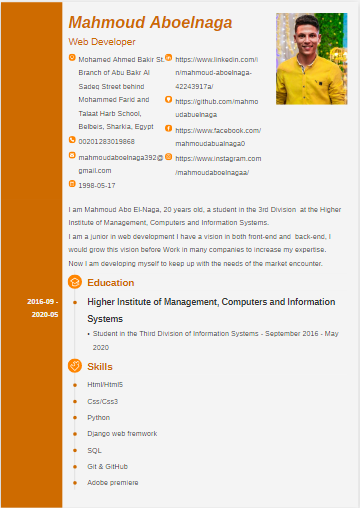 Mahmoud Aboelnaga
Web Developer
Mohamed Ahmed Bakir St.
Branch of Abu Bakr Al
Sadeq Street behind
Mohammed Farid and
Talaat Harb School,
Belbeis, Sharkia, Egypt
00201283019868
mahmoudaboelnaga392@
gmail.com
1998-05-17
https://www.linkedin.com/i
n/mahmoud-aboelnaga-
42243917a/
https://github.com/mahmo
udabuelnaga
https://www.facebook.com/
mahmoudabualnaga0
https://www.instagram.com
/mahmoudaboelnagaa/
I am Mahmoud Abo El-Naga, 20 years old, a student in the 3rd Division at the Higher
Institute of Management, Computers and Information Systems.
I am a junior in web development I have a vision in both front-end and back-end, I
would grow this vision before Work in many companies to increase my expertise.
Now I am developing myself to keep up with the needs of the market encounter.
Education
2016-09 -
2020-05
Higher Institute of Management, Computers and Information
Systems
• Student in the Third Division of Information Systems - September 2016 - May
2020
Skills
Html/Html5
Css/Css3
Python
Django web fremwork
SQL
Git & GitHub
Adobe premiere